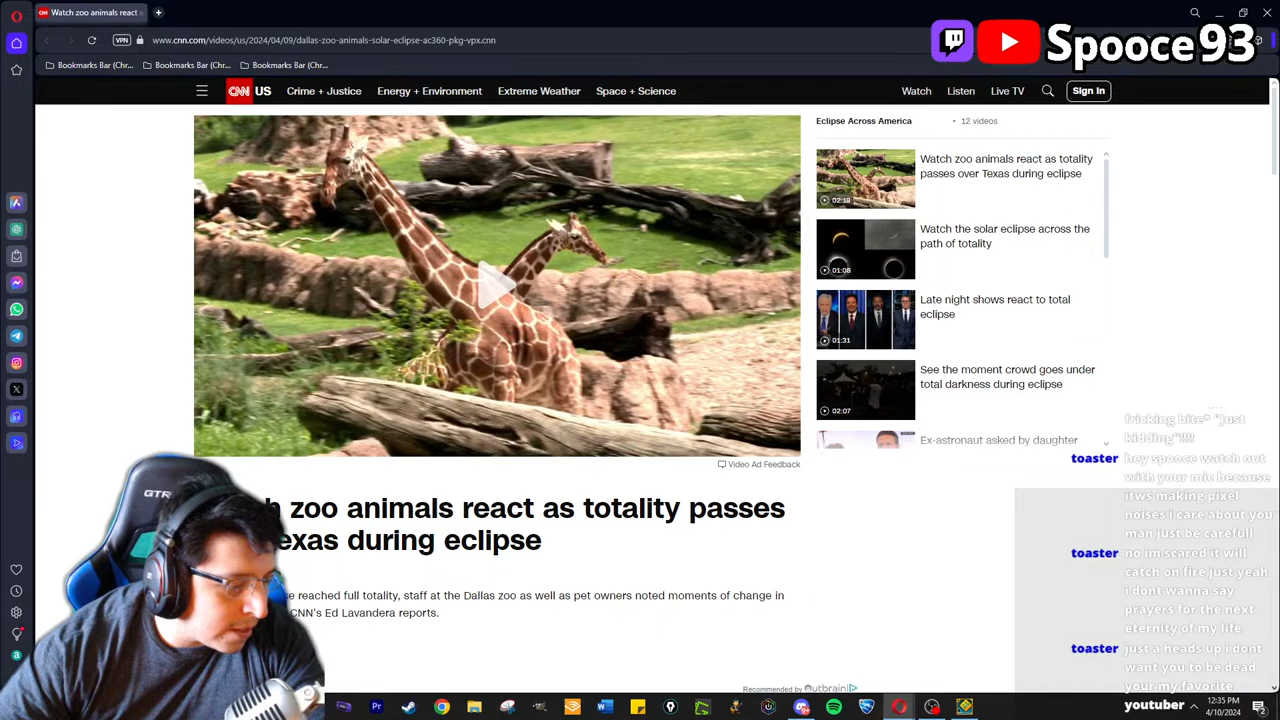 Watch zoo animals react a
www.cnn.com/videos/us/2024/04/09/dallas-zoo-animals-solar-eclipse-ac360-pkg-vpx.cnn
VPN
Bookmarks Bar (Chr...
Bookmarks Bar (Chr...
Bookmarks Bar (Chr...
Spooce93
CNN US
Crime + Justice
Energy + Environment
Extreme Weather
Space + Science
Watch
Listen
Live TV
Sign In
Eclipse Across America
• 12 videos
Watch zoo animals react as totality
passes over Texas during eclipse
02:19
Watch the solar eclipse across the
path of totality
01:08
Late night shows react to total
eclipse
01:31
See the moment crowd goes under
total darkness during eclipse
02:07
Ex-astronaut asked by daughter
Video Ad Feedback
zoo animals react as totality passes
during eclipse
reached full totality, staff at the Dallas zoo as well as pet owners noted moments of change in
CNN's Ed Lavandera reports.
Recommended by Outbrain
GTR
fricking bite* "just
kidding"!!!
toaster hey spooce watch out
with your mic because
itws making pixel
noises i care about you
man just be carefull
toaster no im scared it will
catch on fire just yeah
i dont wanna say
prayers for the next
eternity of my life
toaster just a heads up i dont
want you to be dead
your my favorite
youtuber
12:35 PM
4/10/2024